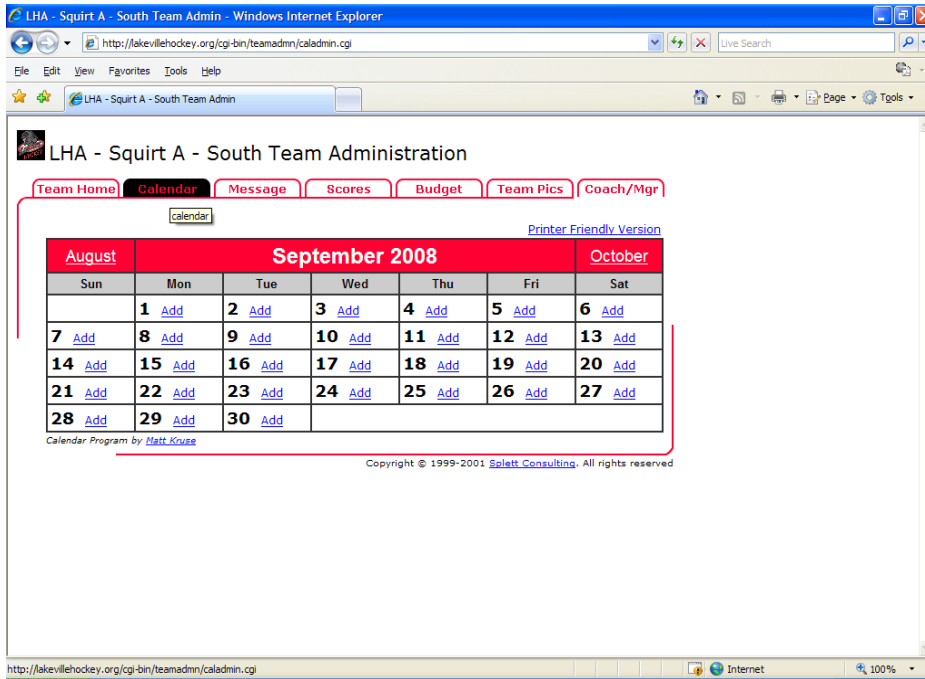 LHA - Squirt A - South Team Admin - Windows Internet Explorer
http://lakevillehockey.org/cgi-bin/teamadmn/caladmin.cgi
Live Search
File Edit View Favorites Tools Help
LHA - Squirt A - South Team Admin
Page Tools
LHA - Squirt A - South Team Administration
Team Home Calendar Message Scores Budget Team Pics Coach/Mgr
calendar
Printer Friendly Version
August September 2008 October
Sun Mon Tue Wed Thu Fri Sat
1 Add 2 Add 3 Add 4 Add 5 Add 6 Add
7 Add 8 Add 9 Add 10 Add 11 Add 12 Add 13 Add
14 Add 15 Add 16 Add 17 Add 18 Add 19 Add 20 Add
21 Add 22 Add 23 Add 24 Add 25 Add 26 Add 27 Add
28 Add 29 Add 30 Add
Calendar Program by Matt Kruse
Copyright © 1999-2001 Splett Consulting. All rights reserved
http://lakevillehockey.org/cgi-bin/teamadmn/caladmin.cgi
Internet
100%